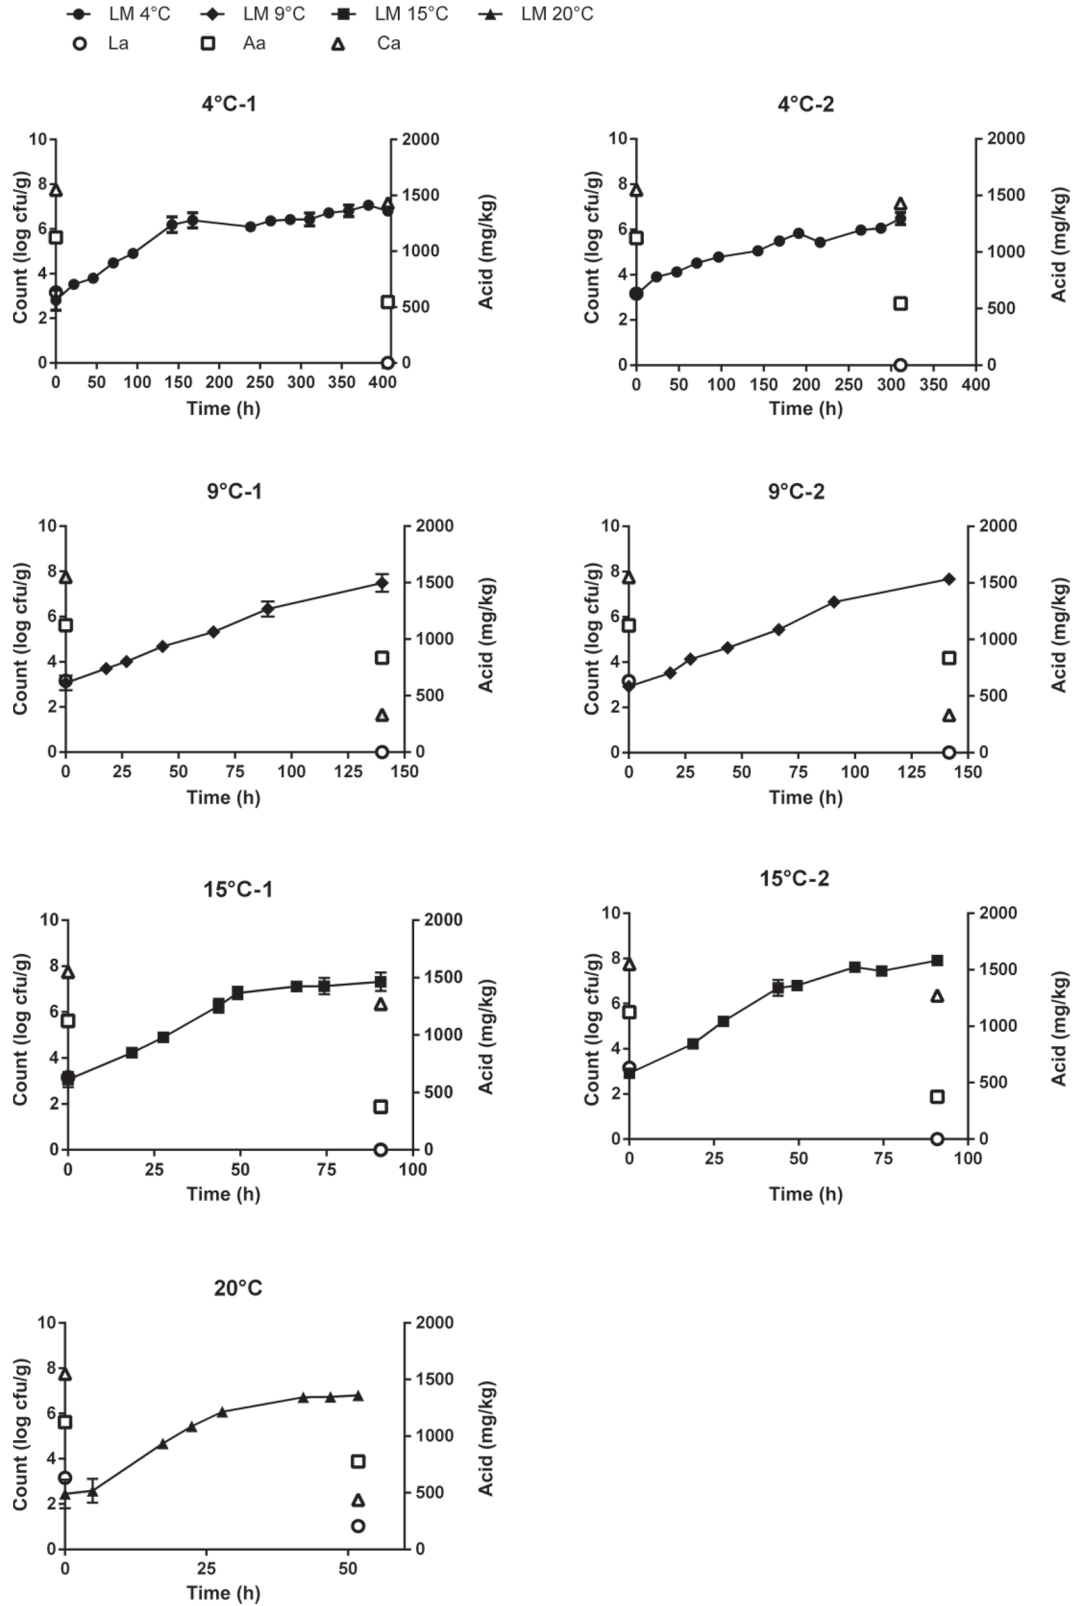 LM 4°C LM 9°C LM 15°C LM 20°C
La Aa Ca
4°C-1
10
8
6
4
2
0
Count (log cfu/g)
2000
1500
1000
500
0
Acid (mg/kg)
0 50 100 150 200 250 300 350 400
Time (h)
4°C-2
10
8
6
4
2
0
Count (log cfu/g)
2000
1500
1000
500
0
Acid (mg/kg)
0 50 100 150 200 250 300 350 400
Time (h)
9°C-1
10
8
6
4
2
0
Count (log cfu/g)
2000
1500
1000
500
0
Acid (mg/kg)
0 25 50 75 100 125 150
Time (h)
9°C-2
10
8
6
4
2
0
Count (log cfu/g)
2000
1500
1000
500
0
Acid (mg/kg)
0 25 50 75 100 125 150
Time (h)
15°C-1
10
8
6
4
2
0
Count (log cfu/g)
2000
1500
1000
500
0
Acid (mg/kg)
0 25 50 75 100
Time (h)
15°C-2
10
8
6
4
2
0
Count (log cfu/g)
2000
1500
1000
500
0
Acid (mg/kg)
0 25 50 75 100
Time (h)
20°C
10
8
6
4
2
0
Count (log cfu/g)
2000
1500
1000
500
0
Acid (mg/kg)
0 25 50
Time (h)